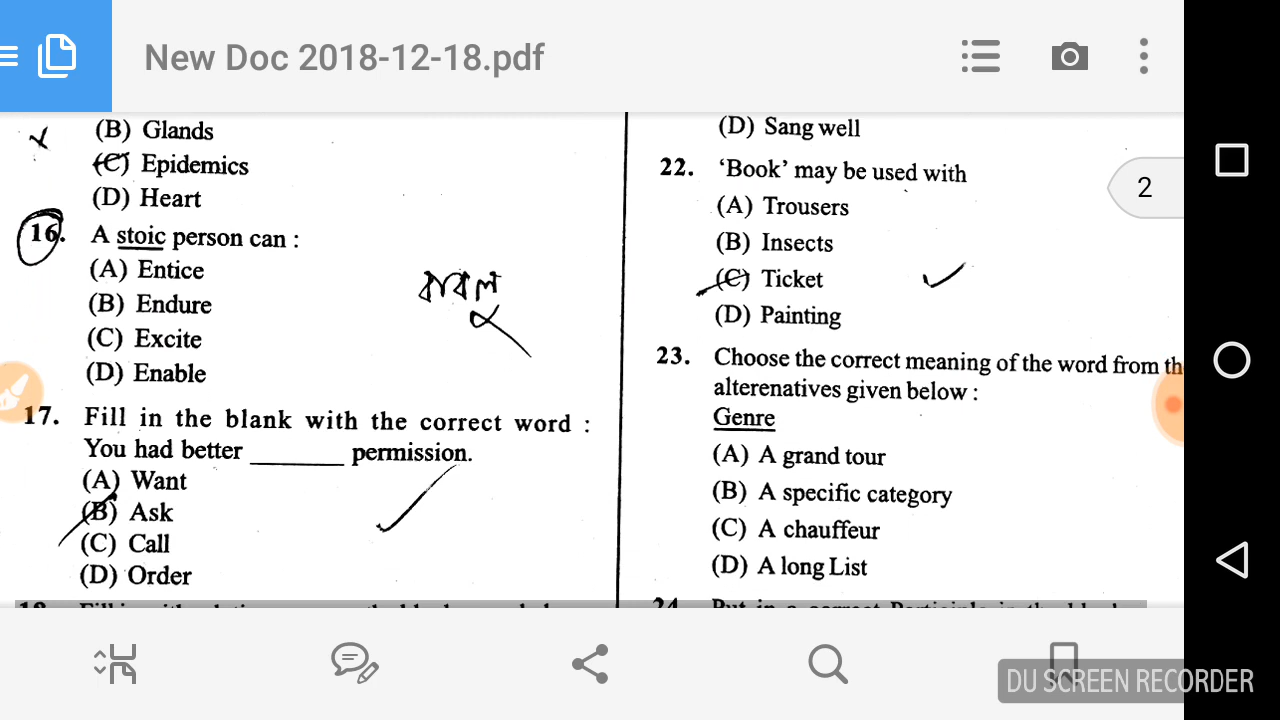 New Doc 2018-12-18.pdf
(B) Glands
(C) Epidemics
(D) Heart
16. A stoic person can :
(A) Entice
(B) Endure
(C) Excite
(D) Enable
17. Fill in the blank with the correct word :
You had better ________ permission.
(A) Want
(B) Ask
(C) Call
(D) Order
(D) Sang well
22. ‘Book’ may be used with
(A) Trousers
(B) Insects
(C) Ticket
(D) Painting
23. Choose the correct meaning of the word from th
alterenatives given below :
Genre
(A) A grand tour
(B) A specific category
(C) A chauffeur
(D) A long List
2
DU SCREEN RECORDER